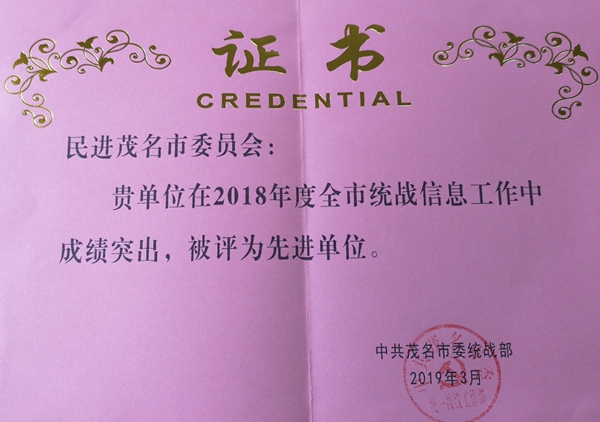 证书
CREDENTIAL
民进茂名市委员会：
贵单位在2018年度全市统战信息工作中
成绩突出，被评为先进单位。
中共茂名市委统战部
2019年3月